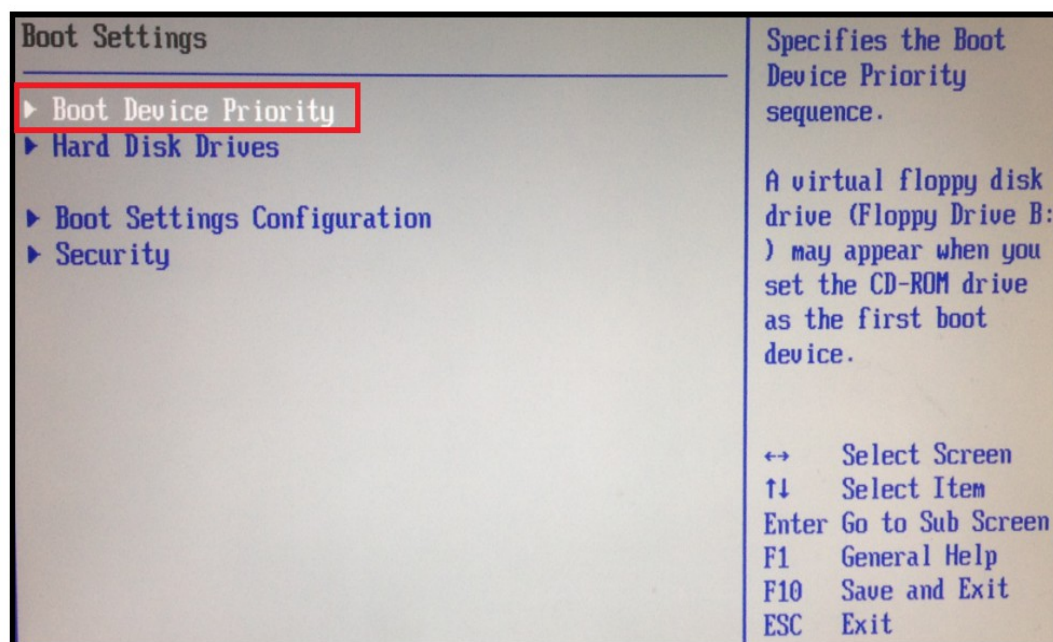 Boot Settings
Boot Device Priority
Hard Disk Drives
Boot Settings Configuration
Security
Specifies the Boot
Device Priority
sequence.
A virtual floppy disk
drive (Floppy Drive B:
) may appear when you
set the CD-ROM drive
as the first boot
device.
↔ Select Screen
↑↓ Select Item
Enter Go to Sub Screen
F1 General Help
F10 Save and Exit
ESC Exit